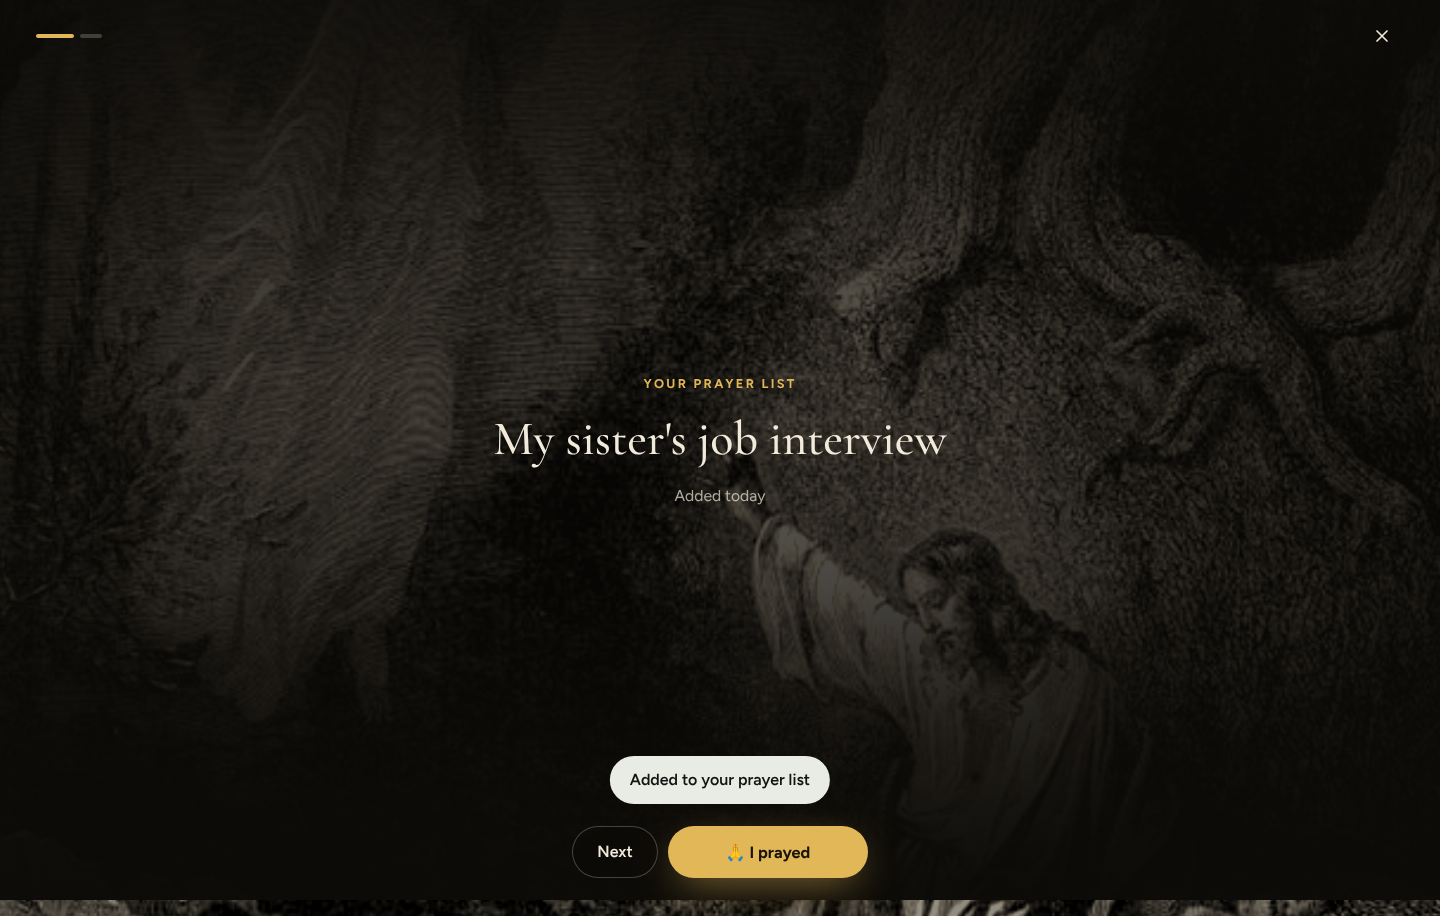 YOUR PRAYER LIST
My sister's job interview
Added today
Added to your prayer list
Next
🙏 I prayed